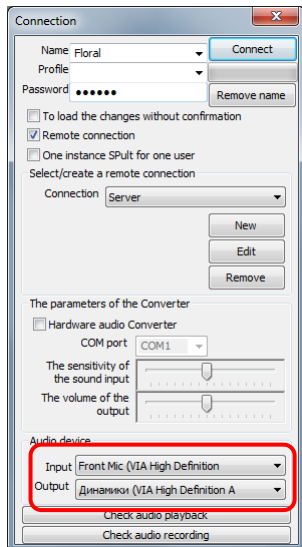 Connection
Name Floral Connect
Profile
Password •••••• Remove name
To load the changes without confirmation
Remote connection
One instance SPult for one user
Select/create a remote connection
Connection Server
New
Edit
Remove
The parameters of the Converter
Hardware audio Converter
COM port COM1
The sensitivity of
the sound input
The volume of the
output
Audio device
Input Front Mic (VIA High Definition
Output Динамики (VIA High Definition A
Check audio playback
Check audio recording